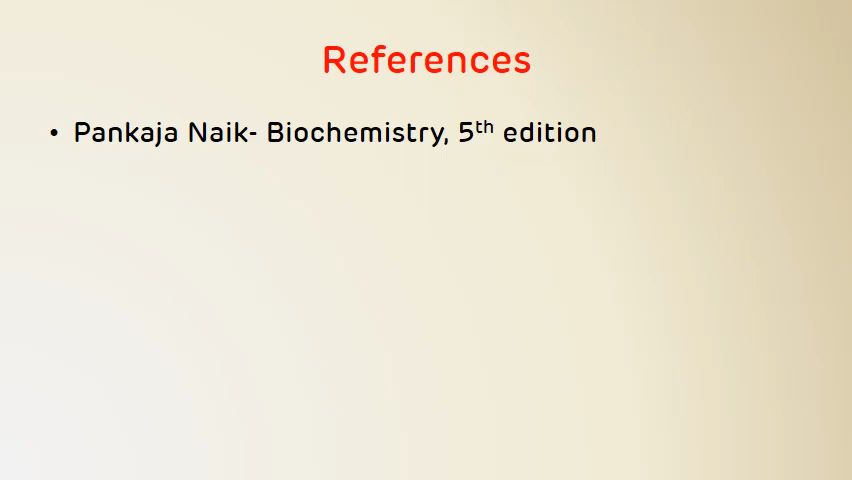 References
• Pankaja Naik- Biochemistry, 5th edition